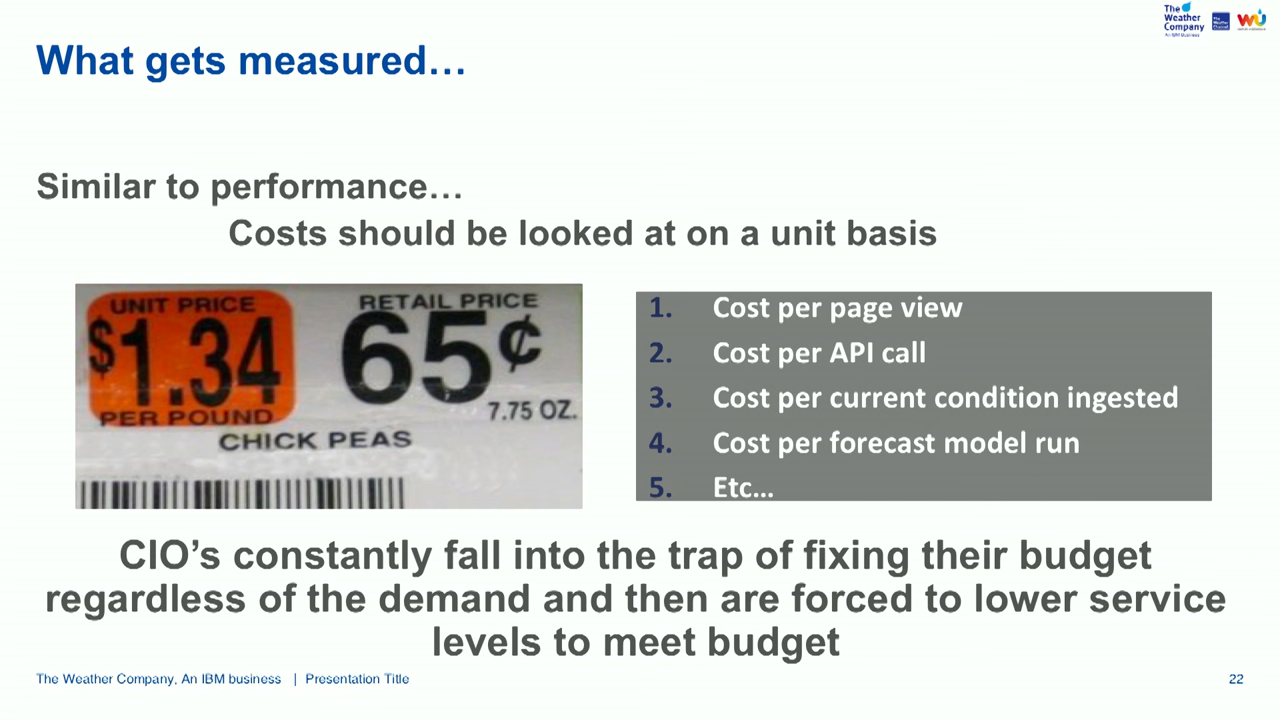 The
Weather
Company
An IBM Business
What gets measured…
Similar to performance…
Costs should be looked at on a unit basis
UNIT PRICE
$1.34
PER POUND
RETAIL PRICE
65¢
7.75 OZ.
CHICK PEAS
1. Cost per page view
2. Cost per API call
3. Cost per current condition ingested
4. Cost per forecast model run
5. Etc…
CIO’s constantly fall into the trap of fixing their budget
regardless of the demand and then are forced to lower service
levels to meet budget
The Weather Company, An IBM business | Presentation Title
22